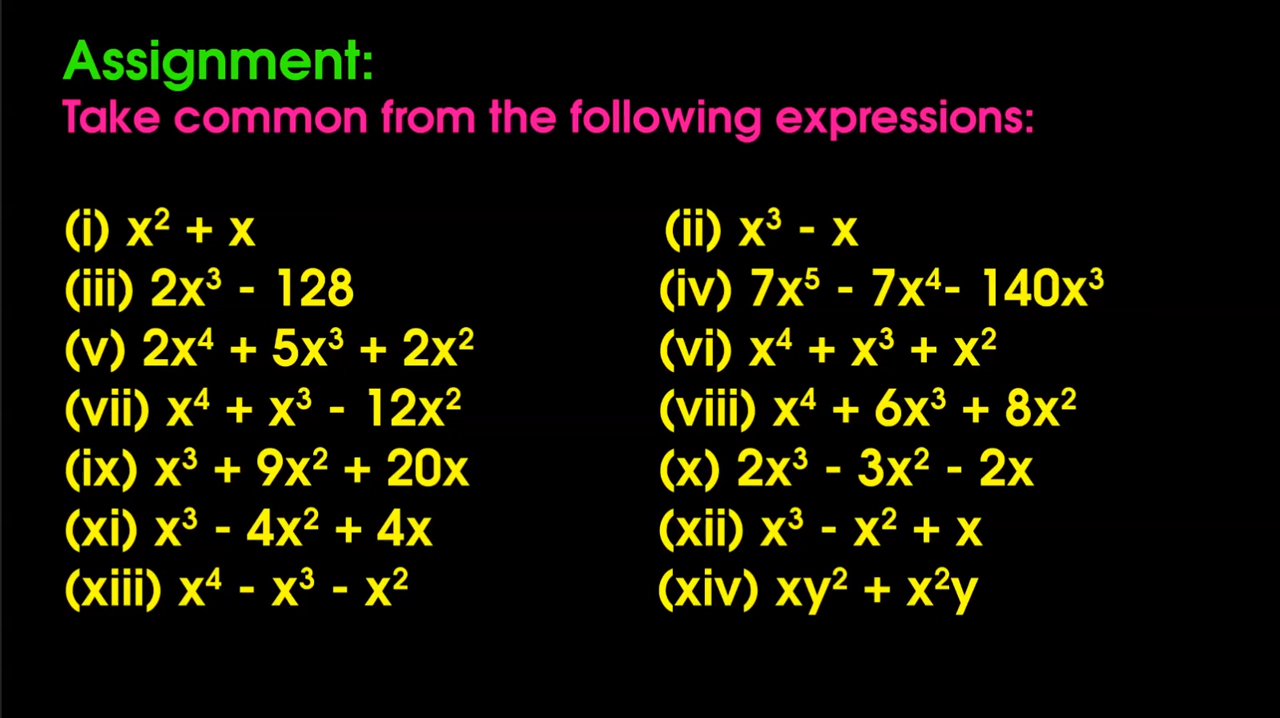 Assignment:
Take common from the following expressions:
(i) x² + x (ii) x³ - x
(iii) 2x³ - 128 (iv) 7x⁵ - 7x⁴- 140x³
(v) 2x⁴ + 5x³ + 2x² (vi) x⁴ + x³ + x²
(vii) x⁴ + x³ - 12x² (viii) x⁴ + 6x³ + 8x²
(ix) x³ + 9x² + 20x (x) 2x³ - 3x² - 2x
(xi) x³ - 4x² + 4x (xii) x³ - x² + x
(xiii) x⁴ - x³ - x² (xiv) xy² + x²y